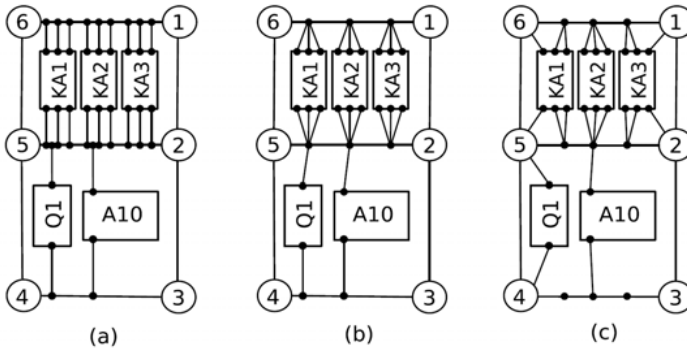 6 1 6 1 6 1
KA1 KA2 KA3 KA1 KA2 KA3 KA1 KA2 KA3
5 2 5 2 5 2
Q1 A10 Q1 A10 Q1 A10
4 3 4 3 4 3
(a) (b) (c)